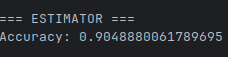 === ESTIMATOR ===
Accuracy: 0.9048880061789695